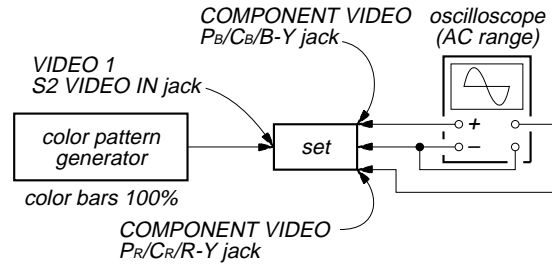 COMPONENT VIDEO
PB/CB/B-Y jack
oscilloscope
(AC range)
VIDEO 1
S2 VIDEO IN jack
color pattern
generator
set
+
–
color bars 100%
COMPONENT VIDEO
PR/CR/R-Y jack